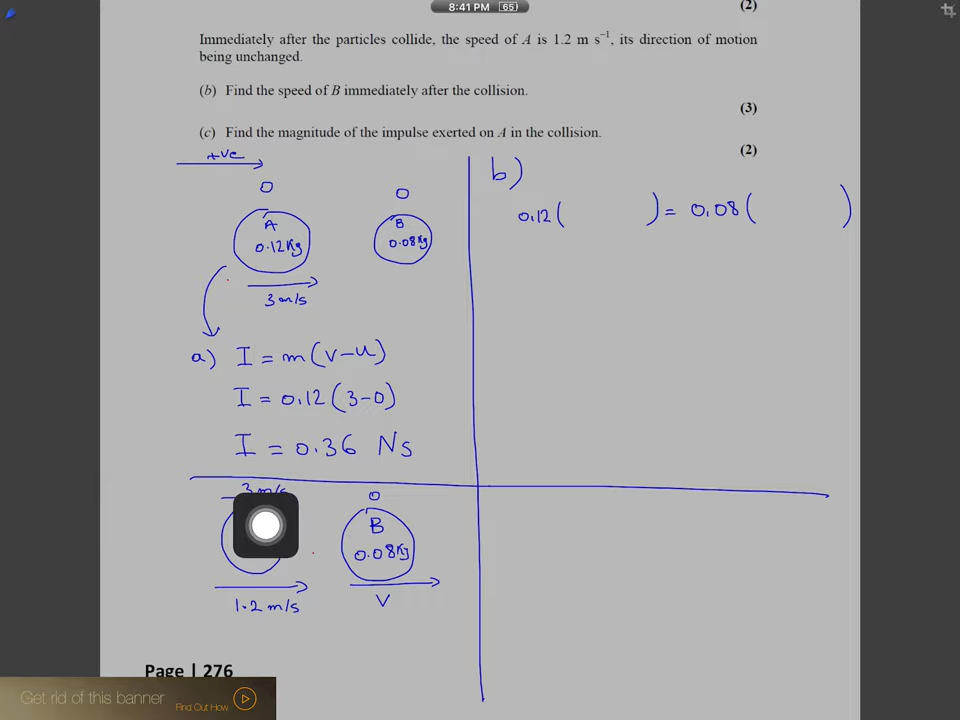 8:41 PM 65
(2)
Immediately after the particles collide, the speed of A is 1.2 m s⁻¹, its direction of motion
being unchanged.
(b) Find the speed of B immediately after the collision.
(3)
(c) Find the magnitude of the impulse exerted on A in the collision.
(2)
+ve
0
0
A
0.12Kg
B
0.08Kg
3 m/s
a) I = m(v-u)
I = 0.12(3-0)
I = 0.36 Ns
3 m/s
0
B
0.08Kg
1.2 m/s
V
b)
0.12( ) = 0.08( )
Page | 276
Get rid of this banner
Find Out How